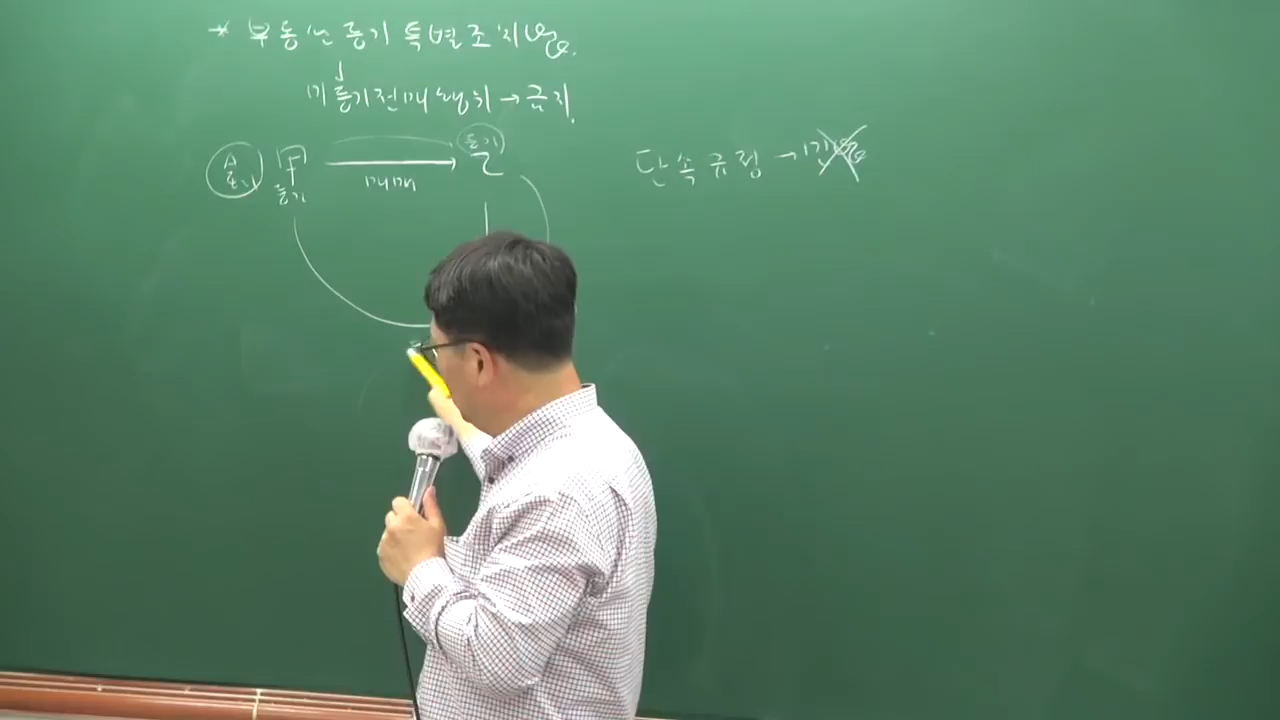 * 부동산등기 특별조치법.
미등기전매행위 → 금지.
등기
甲 → 乙
등기
매매
단속규정 →